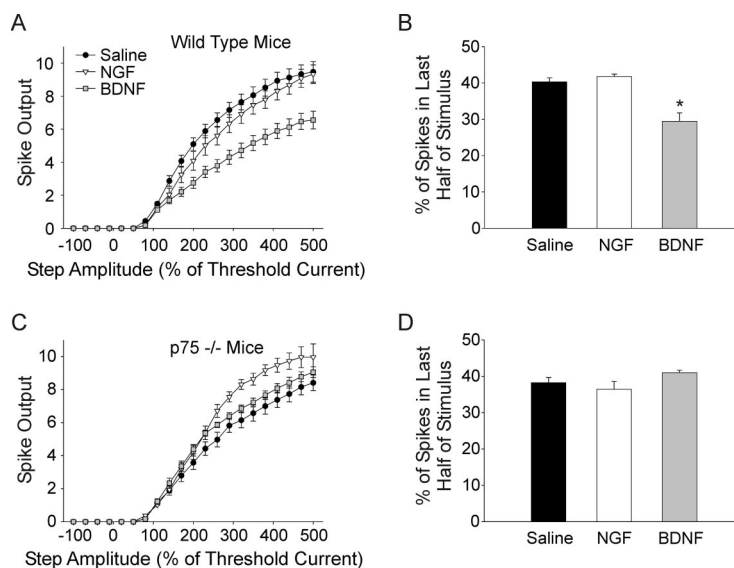 A
Wild Type Mice
Saline
NGF
BDNF
Spike Output
10
8
6
4
2
0
-100 0 100 200 300 400 500
Step Amplitude (% of Threshold Current)
B
% of Spikes in Last
Half of Stimulus
50
40
30
20
10
0
*
Saline NGF BDNF
C
p75 -/- Mice
Spike Output
10
8
6
4
2
0
-100 0 100 200 300 400 500
Step Amplitude (% of Threshold Current)
D
% of Spikes in Last
Half of Stimulus
50
40
30
20
10
0
Saline NGF BDNF